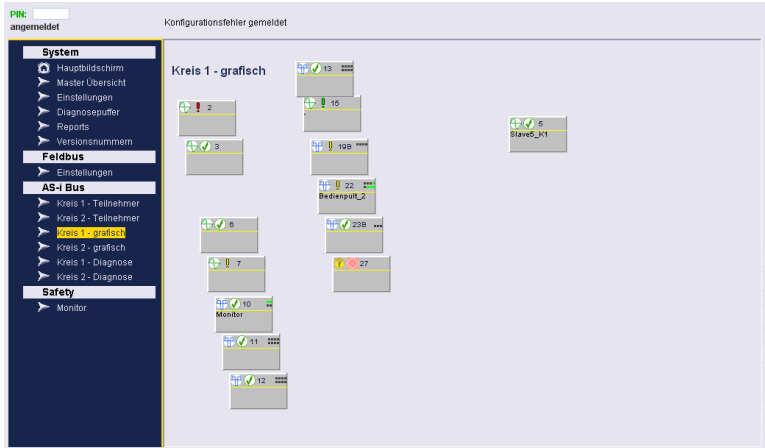 PIN:
angemeldet
Konfigurationsfehler gemeldet
System
Hauptbildschirm
Master Übersicht
Einstellungen
Diagnosepuffer
Reports
Versionsnummern
Feldbus
Einstellungen
AS-i Bus
Kreis 1 - Teilnehmer
Kreis 2 - Teilnehmer
Kreis 1 - grafisch
Kreis 2 - grafisch
Kreis 1 - Diagnose
Kreis 2 - Diagnose
Safety
Monitor
Kreis 1 - grafisch
2
3
6
7
10
Monitor
11
12
13
15
19B
22
Bedienpult_2
23B
27
5
Slave5_K1